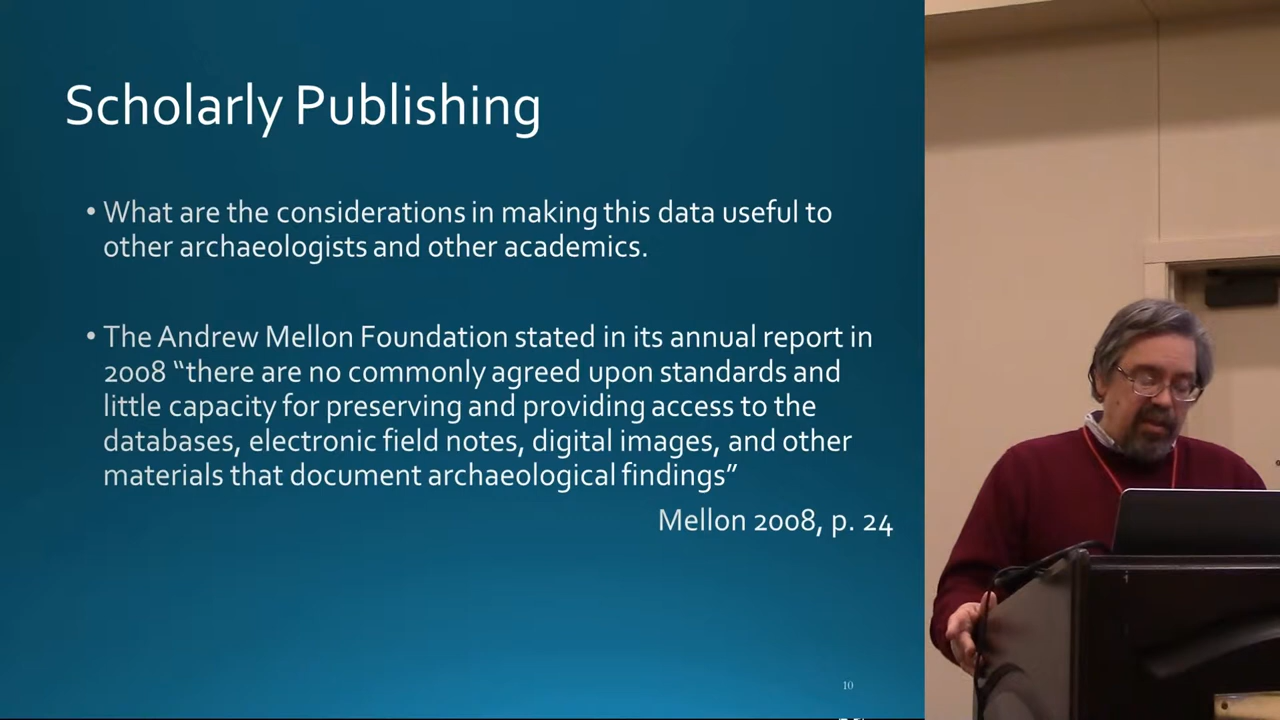 Scholarly Publishing
• What are the considerations in making this data useful to
other archaeologists and other academics.
• The Andrew Mellon Foundation stated in its annual report in
2008 “there are no commonly agreed upon standards and
little capacity for preserving and providing access to the
databases, electronic field notes, digital images, and other
materials that document archaeological findings”
Mellon 2008, p. 24
10